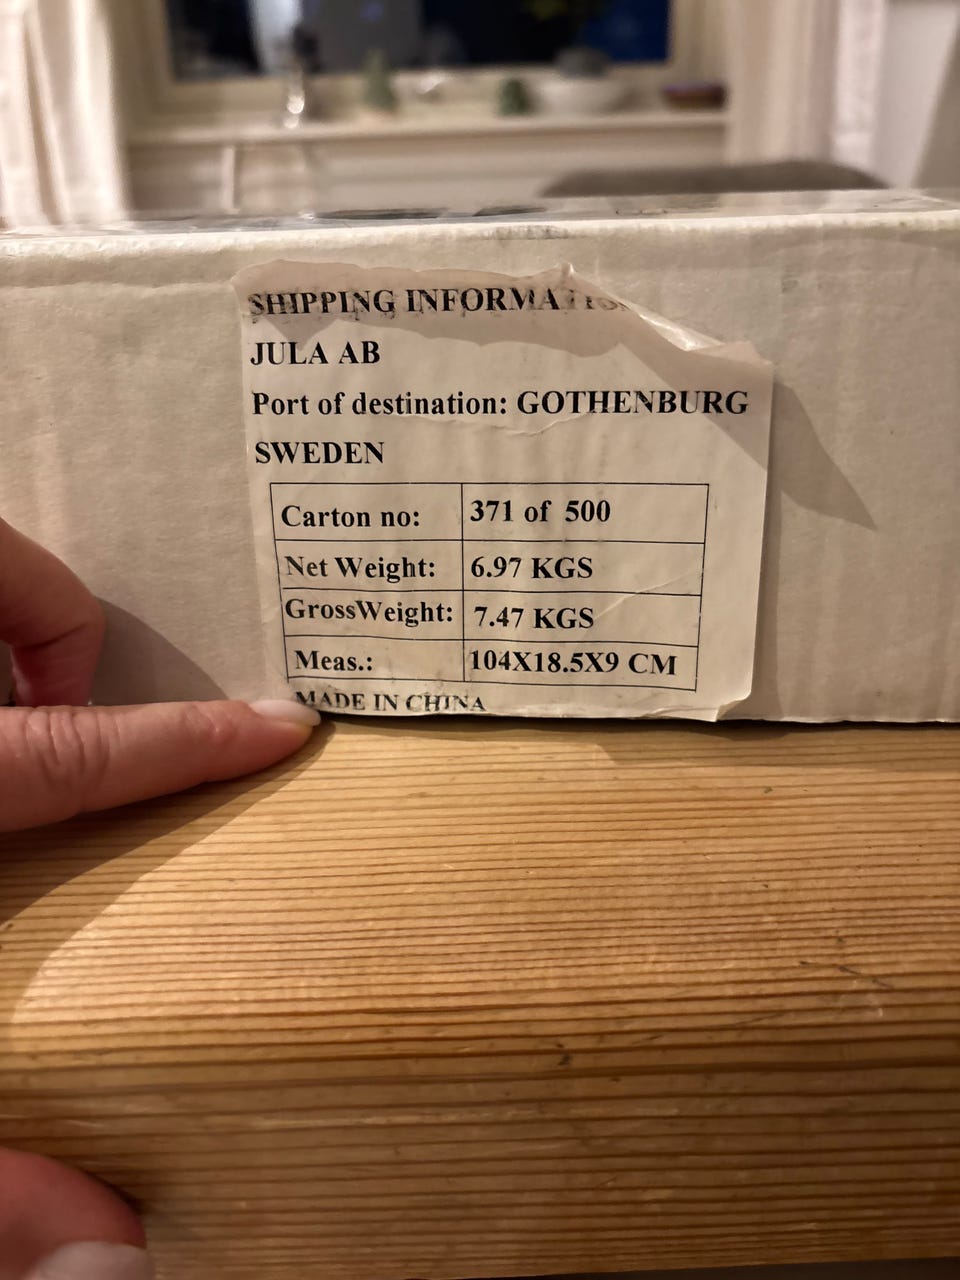 SHIPPING INFORMATION
JULA AB
Port of destination: GOTHENBURG
SWEDEN
Carton no: 371 of 500
Net Weight: 6.97 KGS
GrossWeight: 7.47 KGS
Meas.: 104X18.5X9 CM
MADE IN CHINA